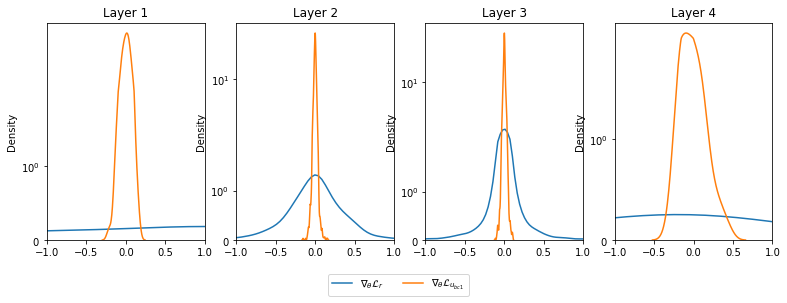 Layer 1 Layer 2 Layer 3 Layer 4
Density Density Density Density
10¹ 10¹
10⁰ 10⁰ 10⁰ 10⁰
0 0 0 0
−1.0 −0.5 0.0 0.5 1.0 −1.0 −0.5 0.0 0.5 1.0 −1.0 −0.5 0.0 0.5 1.0 −1.0 −0.5 0.0 0.5 1.0
∇θℒr ∇θℒu_bc1